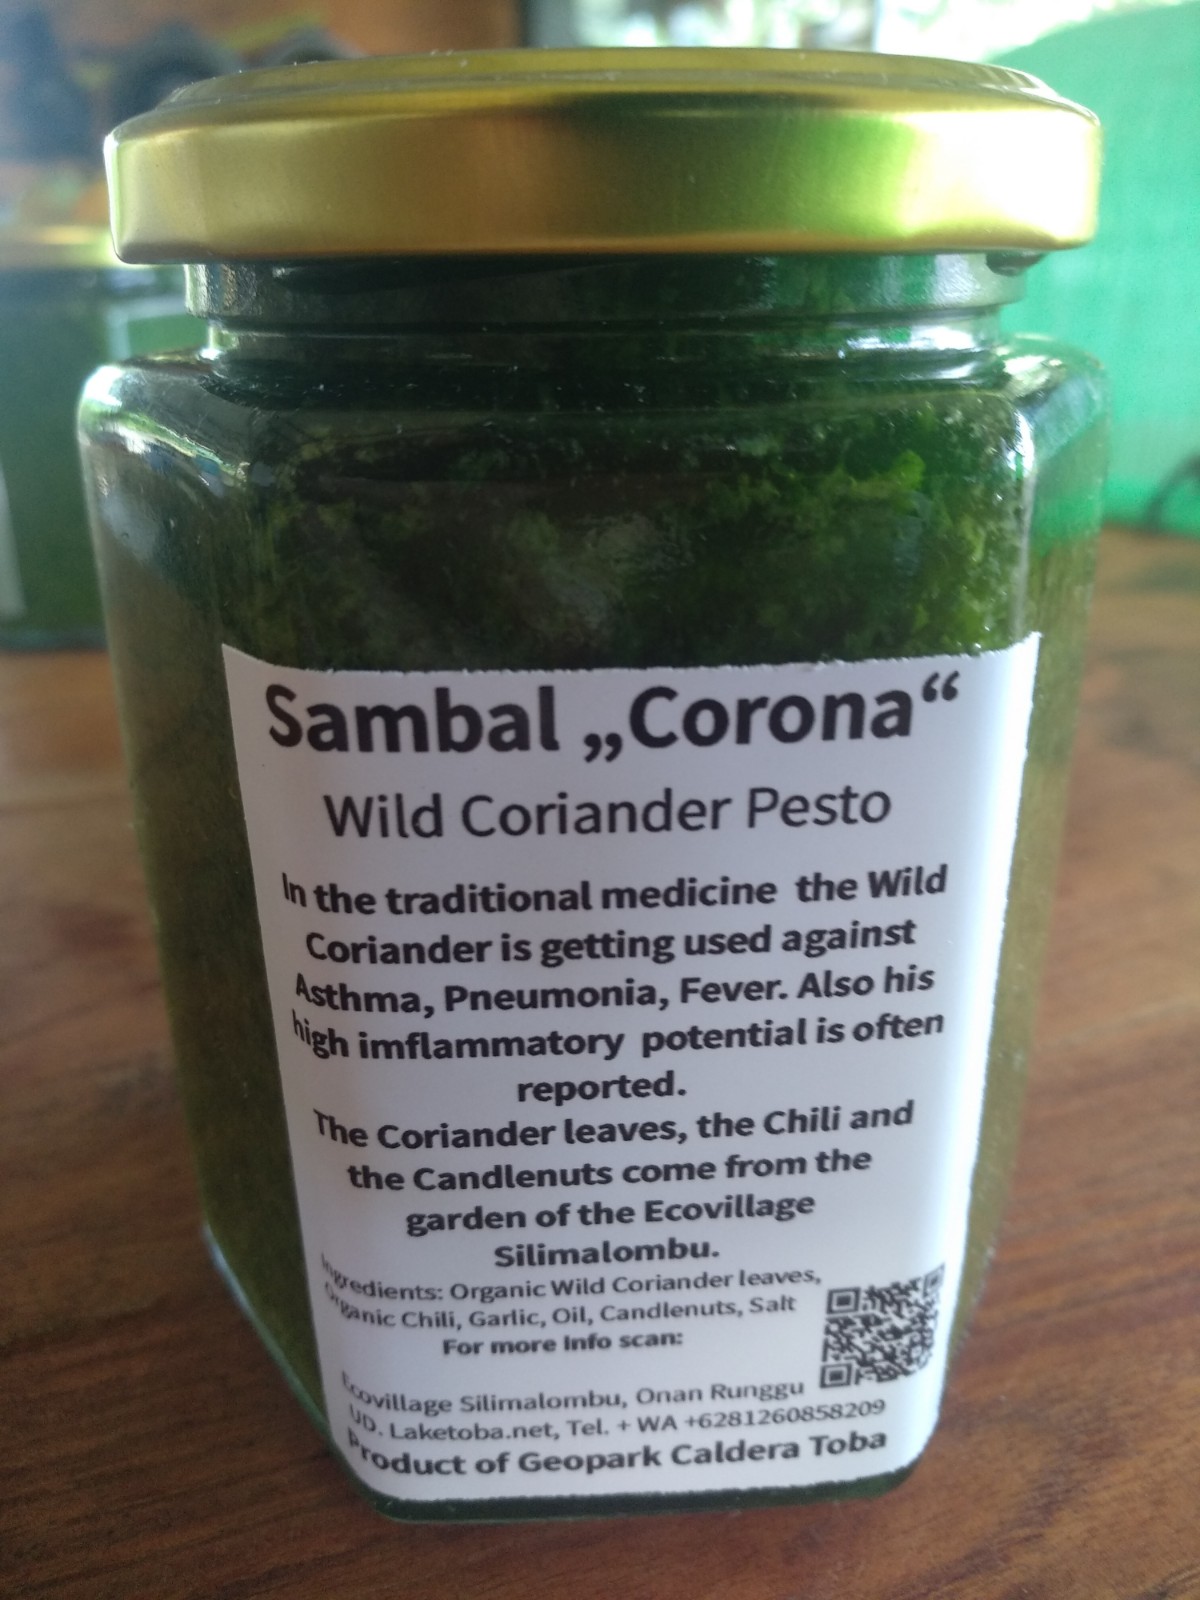 Sambal „Corona“
Wild Coriander Pesto
In the traditional medicine the Wild
Coriander is getting used against
Asthma, Pneumonia, Fever. Also his
high imflammatory potential is often
reported.
The Coriander leaves, the Chili and
the Candlenuts come from the
garden of the Ecovillage
Silimalombu.
Ingredients: Organic Wild Coriander leaves,
Organic Chili, Garlic, Oil, Candlenuts, Salt
For more Info scan:
Ecovillage Silimalombu, Onan Runggu
UD. Laketoba.net, Tel. + WA +6281260858209
Product of Geopark Caldera Toba